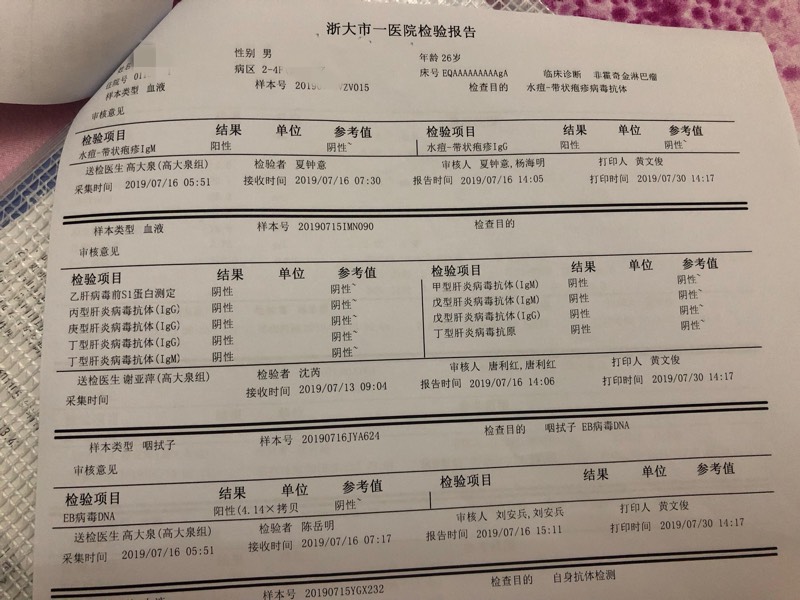 浙大市一医院检验报告
性别 男 年龄 26岁
住院号 病区 2-4 床号 EQAAAAAAAAAgA 临床诊断 非霍奇金淋巴瘤
样本类型 血液 样本号 2019 ZV015 检查目的 水痘-带状疱疹病毒抗体
审核意见
检验项目 结果 单位 参考值 检验项目 结果 单位 参考值
水痘-带状疱疹IgM 阳性 阴性~ 水痘-带状疱疹IgG 阳性 阴性~
送检医生 高大泉(高大泉组) 检验者 夏钟意 审核人 夏钟意,杨海明 打印人 黄文俊
采集时间 2019/07/16 05:51 接收时间 2019/07/16 07:30 报告时间 2019/07/16 14:05 打印时间 2019/07/30 14:17
样本类型 血液 样本号 20190715IMN090 检查目的
审核意见
检验项目 结果 单位 参考值 检验项目 结果 单位 参考值
乙肝病毒前S1蛋白测定 阴性 阴性~ 甲型肝炎病毒抗体(IgM) 阴性 阴性~
丙型肝炎病毒抗体(IgG) 阴性 阴性~ 戊型肝炎病毒抗体(IgM) 阴性 阴性~
庚型肝炎病毒抗体(IgG) 阴性 阴性~ 戊型肝炎病毒抗体(IgG) 阴性 阴性~
丁型肝炎病毒抗体(IgG) 阴性 阴性~ 丁型肝炎病毒抗原 阴性 阴性~
丁型肝炎病毒抗体(IgM) 阴性 阴性~
送检医生 谢亚萍(高大泉组) 检验者 沈芮 审核人 唐利红,唐利红 打印人 黄文俊
采集时间 接收时间 2019/07/13 09:04 报告时间 2019/07/16 14:06 打印时间 2019/07/30 14:17
样本类型 咽拭子 样本号 20190716JYA624 检查目的 咽拭子 EB病毒DNA
审核意见
检验项目 结果 单位 参考值 检验项目 结果 单位 参考值
EB病毒DNA 阳性(4.14×拷贝 阴性~
送检医生 高大泉(高大泉组) 检验者 陈岳明 审核人 刘安兵,刘安兵 打印人 黄文俊
采集时间 2019/07/16 05:51 接收时间 2019/07/16 07:17 报告时间 2019/07/16 15:11 打印时间 2019/07/30 14:17
样本号 20190715YGX232 检查目的 自身抗体检测